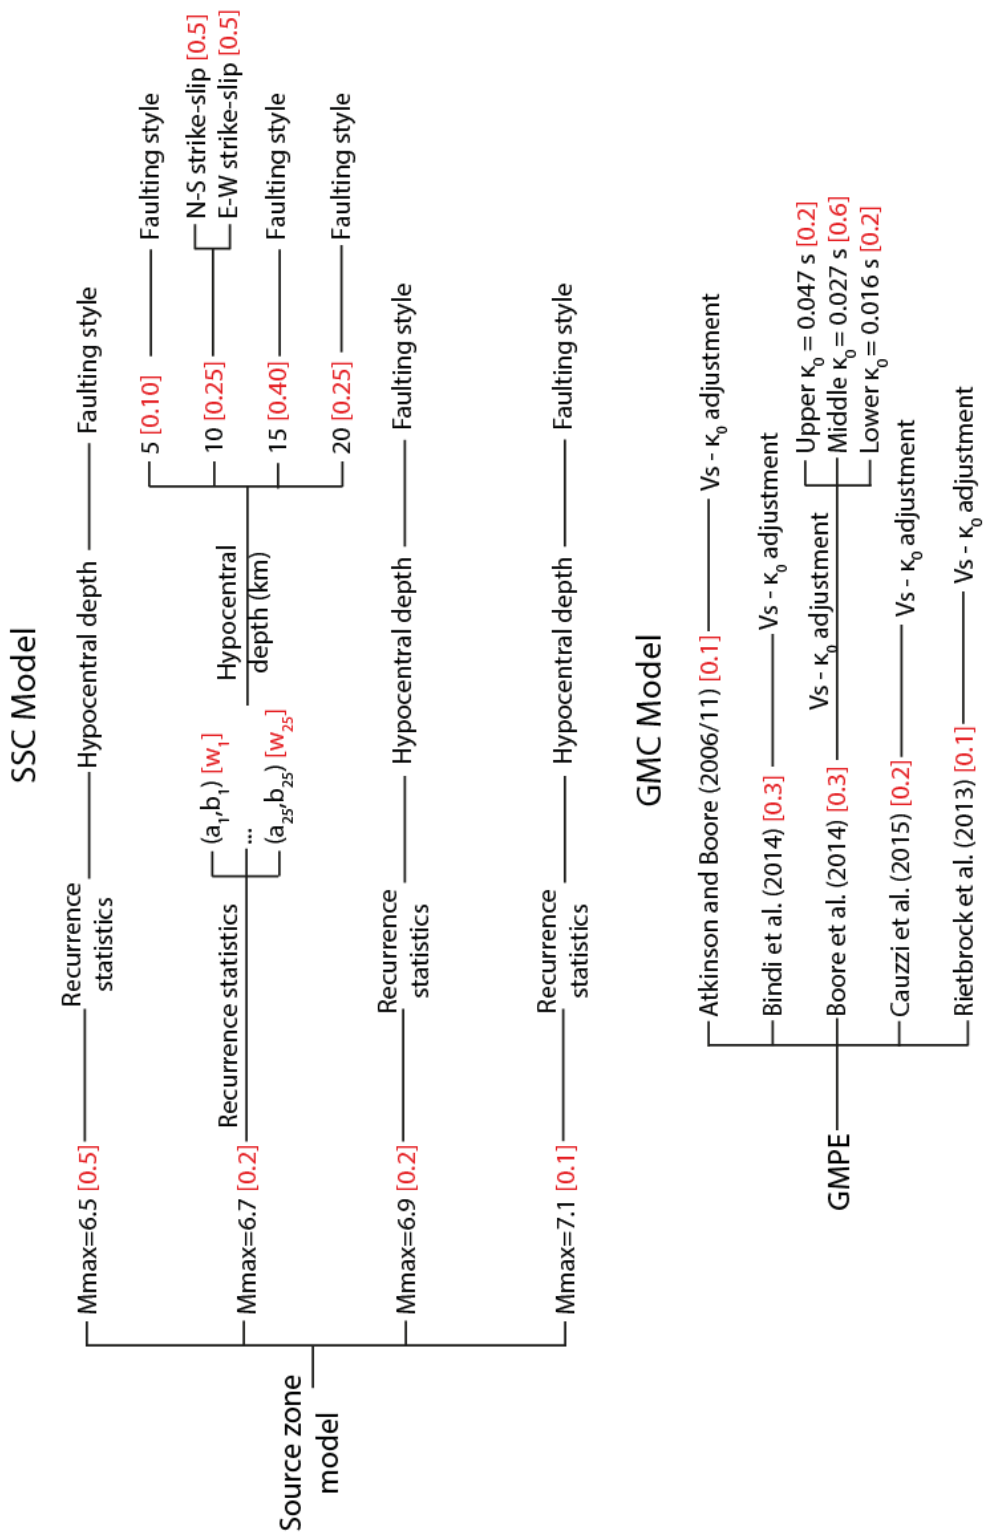 SSC Model
Source zone
model
Mmax=6.5 [0.5]
Recurrence
statistics
Hypocentral depth
Faulting style
Mmax=6.7 [0.2]
Recurrence statistics
(a₁,b₁) [w₁]
...
(a₂₅,b₂₅) [w₂₅]
Hypocentral
depth (km)
5 [0.10]
Faulting style
10 [0.25]
N-S strike-slip [0.5]
E-W strike-slip [0.5]
15 [0.40]
Faulting style
20 [0.25]
Faulting style
Mmax=6.9 [0.2]
Recurrence
statistics
Hypocentral depth
Faulting style
Mmax=7.1 [0.1]
Recurrence
statistics
Hypocentral depth
Faulting style
GMC Model
GMPE
Atkinson and Boore (2006/11) [0.1]
Vs - κ₀ adjustment
Bindi et al. (2014) [0.3]
Vs - κ₀ adjustment
Boore et al. (2014) [0.3]
Vs - κ₀ adjustment
Upper κ₀ = 0.047 s [0.2]
Middle κ₀ = 0.027 s [0.6]
Lower κ₀ = 0.016 s [0.2]
Cauzzi et al. (2015) [0.2]
Vs - κ₀ adjustment
Rietbrock et al. (2013) [0.1]
Vs - κ₀ adjustment